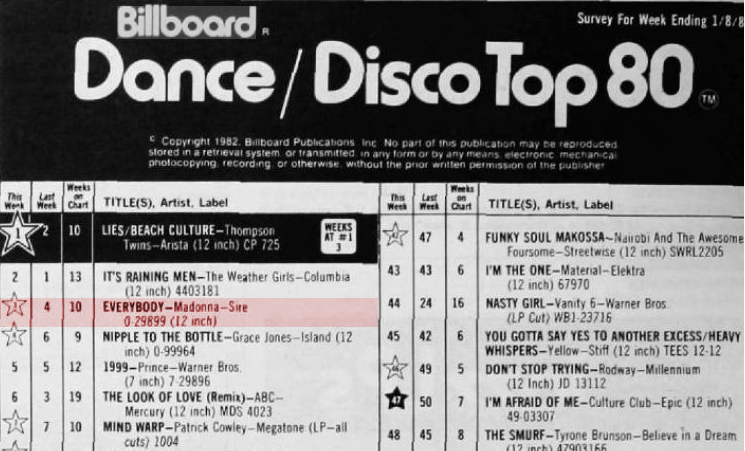 Billboard ®
Survey For Week Ending 1/8/8
Dance/Disco Top 80 TM
© Copyright 1982, Billboard Publications, Inc. No part of this publication may be reproduced,
stored in a retrieval system, or transmitted, in any form or by any means, electronic, mechanical,
photocopying, recording, or otherwise, without the prior written permission of the publisher
This Week Last Week Weeks on Chart TITLE(S), Artist, Label
1 2 10 LIES/BEACH CULTURE—Thompson
Twins—Arista (12 inch) CP 725
WEEKS AT #1
3
2 1 13 IT'S RAINING MEN—The Weather Girls—Columbia
(12 inch) 4403181
3 4 10 EVERYBODY—Madonna—Sire
0-29899 (12 inch)
6 9 NIPPLE TO THE BOTTLE—Grace Jones—Island (12
inch) 0-99964
5 5 12 1999—Prince—Warner Bros.
(7 inch) 7-29896
6 3 19 THE LOOK OF LOVE (Remix)—ABC—
Mercury (12 inch) MDS 4023
7 10 MIND WARP—Patrick Cowley—Megatone (LP—all
cuts) 1004
This Week Last Week Weeks on Chart TITLE(S), Artist, Label
47 4 FUNKY SOUL MAKOSSA—Nairobi And The Awesome
Foursome—Streetwise (12 inch) SWRL2205
43 43 6 I'M THE ONE—Material—Elektra
(12 inch) 67970
44 24 16 NASTY GIRL—Vanity 6—Warner Bros.
(LP Cut) WB1-23716
45 42 6 YOU GOTTA SAY YES TO ANOTHER EXCESS/HEAVY
WHISPERS—Yellow—Stiff (12 inch) TEES 12-12
49 5 DON'T STOP TRYING—Rodway—Millennium
(12 Inch) JD 13112
47 50 7 I'M AFRAID OF ME—Culture Club—Epic (12 inch)
49-03307
48 45 8 THE SMURF—Tyrone Brunson—Believe in a Dream
(12 inch) 4Z903166